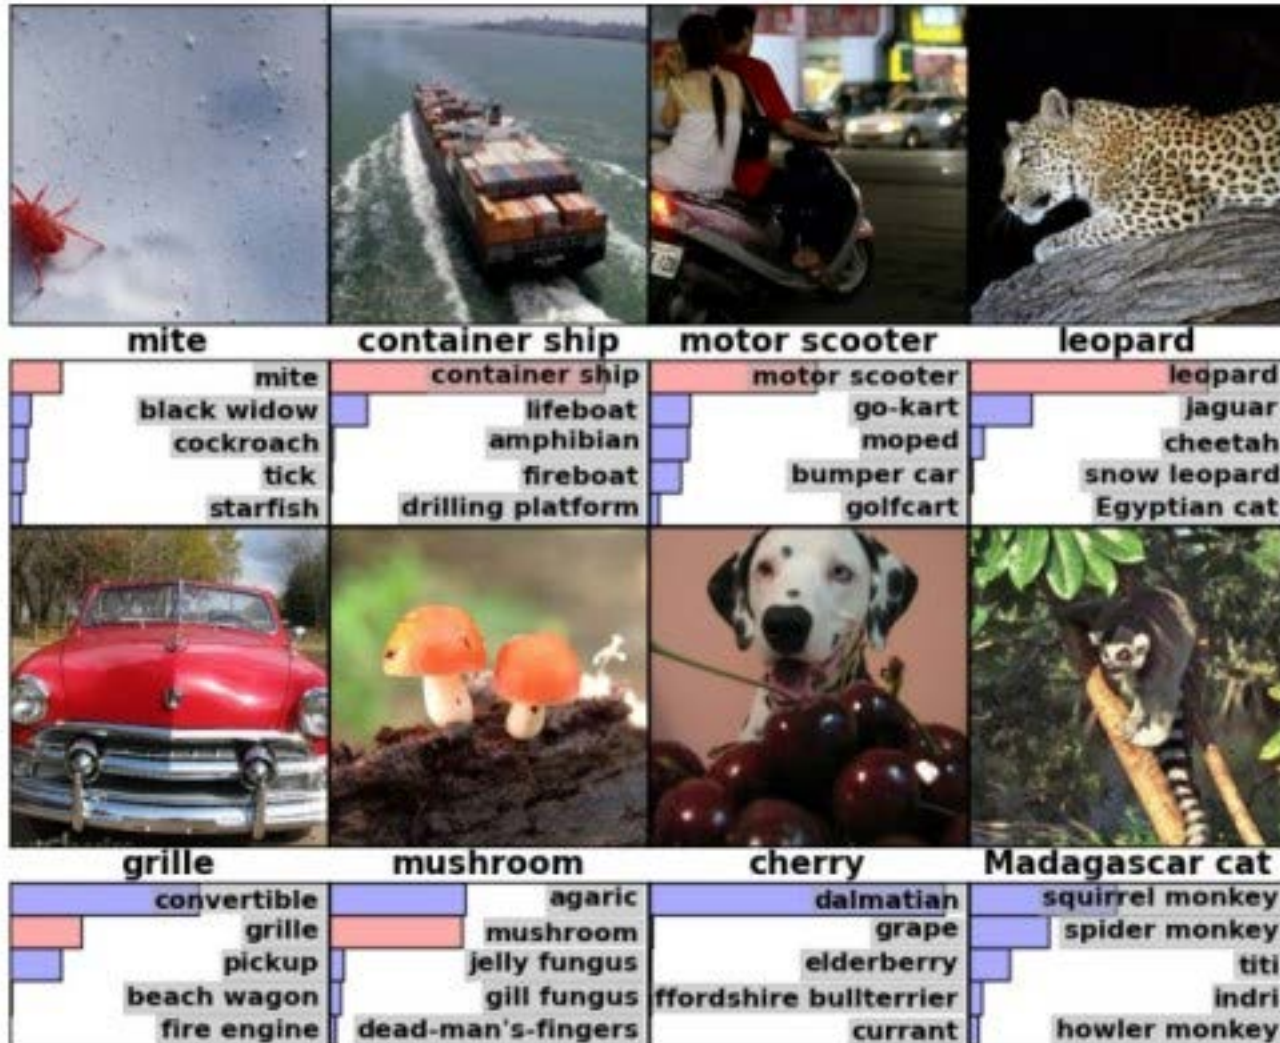 mite
container ship
motor scooter
leopard
mite
black widow
cockroach
tick
starfish
container ship
lifeboat
amphibian
fireboat
drilling platform
motor scooter
go-kart
moped
bumper car
golfcart
leopard
jaguar
cheetah
snow leopard
Egyptian cat
grille
mushroom
cherry
Madagascar cat
convertible
grille
pickup
beach wagon
fire engine
agaric
mushroom
jelly fungus
gill fungus
dead-man's-fingers
dalmatian
grape
elderberry
ffordshire bullterrier
currant
squirrel monkey
spider monkey
titi
indri
howler monkey